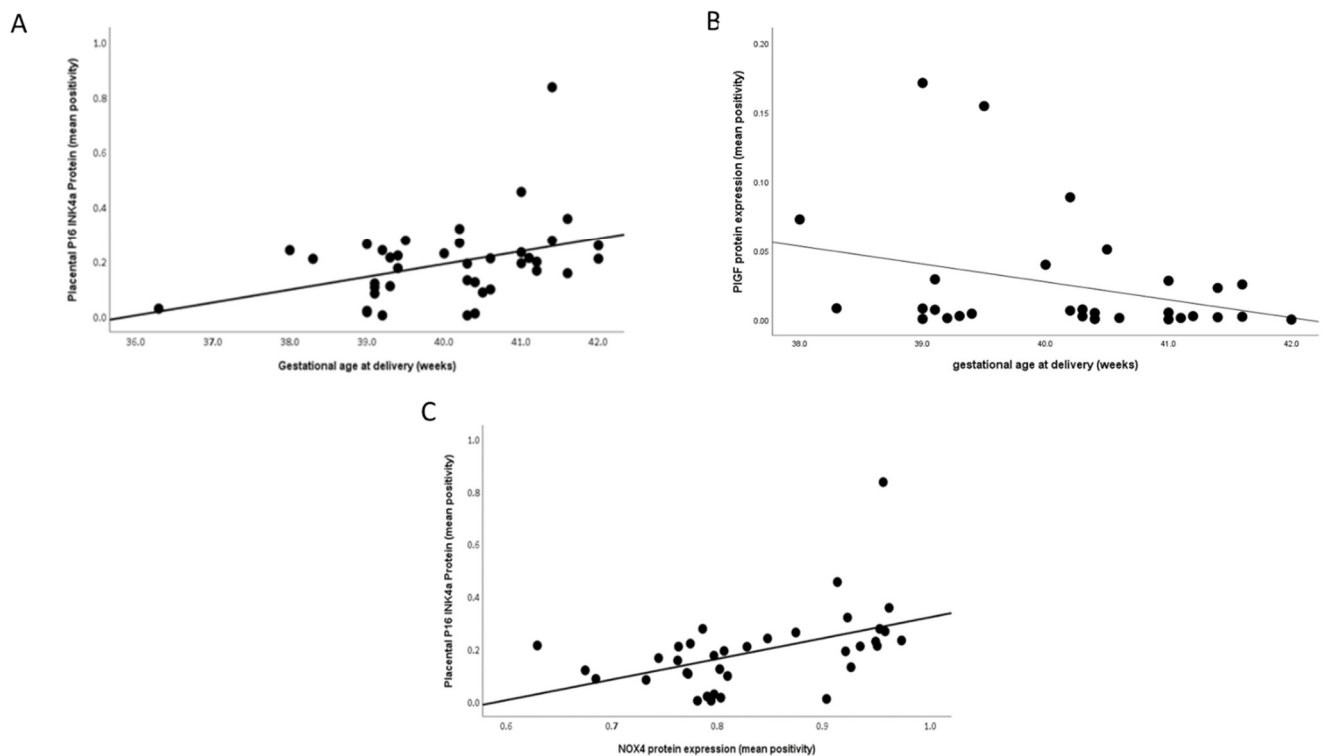 A
Placental P16 INK4a Protein (mean positivity)
1.0
0.8
0.6
0.4
0.2
0.0
36.0 37.0 38.0 39.0 40.0 41.0 42.0
Gestational age at delivery (weeks)
B
PlGF protein expression (mean positivity)
0.20
0.15
0.10
0.05
0.00
38.0 39.0 40.0 41.0 42.0
gestational age at delivery (weeks)
C
Placental P16 INK4a Protein (mean positivity)
1.0
0.8
0.6
0.4
0.2
0.0
0.6 0.7 0.8 0.9 1.0
NOX4 protein expression (mean positivity)